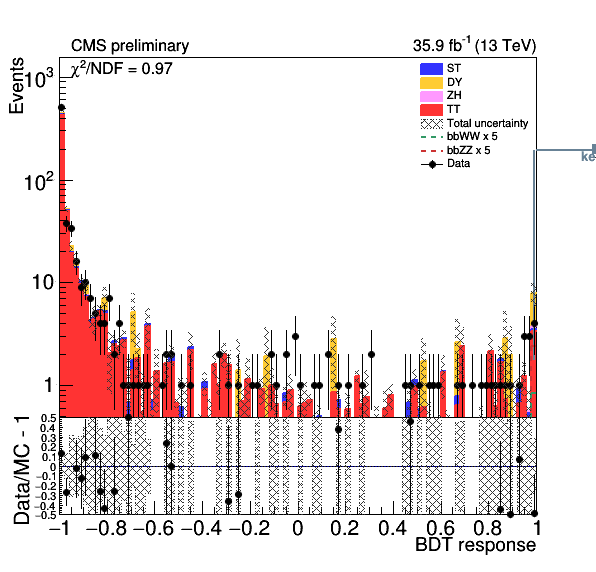 CMS preliminary
35.9 fb⁻¹ (13 TeV)
χ²/NDF = 0.97
Events
10³
10²
10
1
ST
DY
ZH
TT
Total uncertainty
bbWW x 5
bbZZ x 5
Data
ke
Data/MC - 1
0.5
0.4
0.3
0.2
0.1
0
−0.1
−0.2
−0.3
−0.4
−0.5
−1 −0.8 −0.6 −0.4 −0.2 0 0.2 0.4 0.6 0.8 1
BDT response